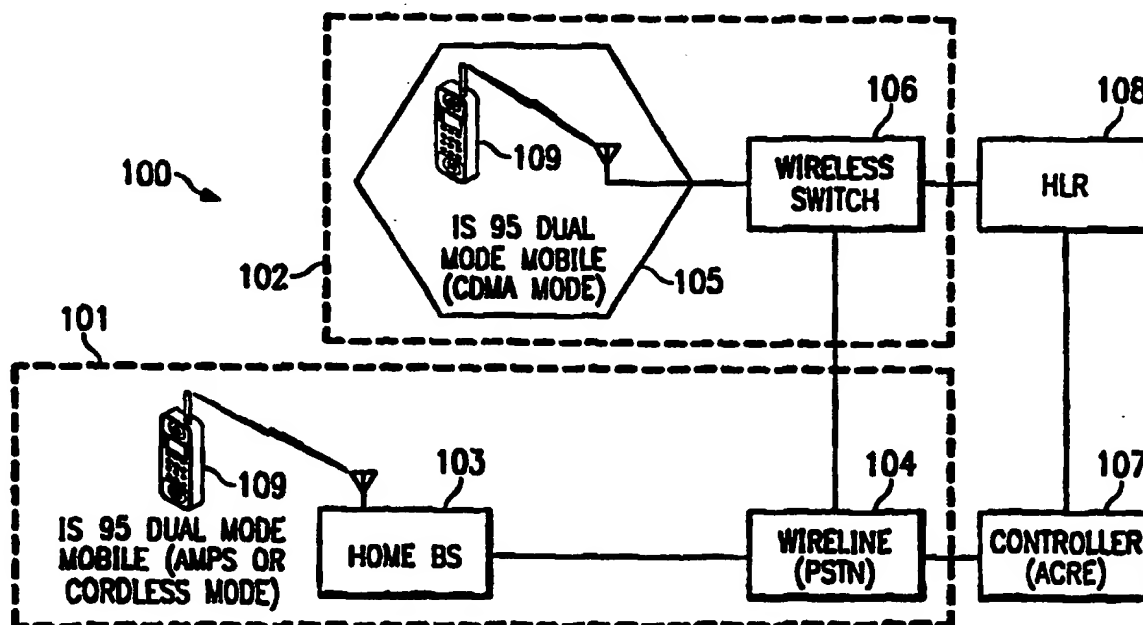 100
102
109
IS 95 DUAL
MODE MOBILE
(CDMA MODE)
105
106
WIRELESS
SWITCH
108
HLR
101
109
IS 95 DUAL MODE
MOBILE (AMPS OR
CORDLESS MODE)
103
HOME BS
104
WIRELINE
(PSTN)
107
CONTROLLER
(ACRE)